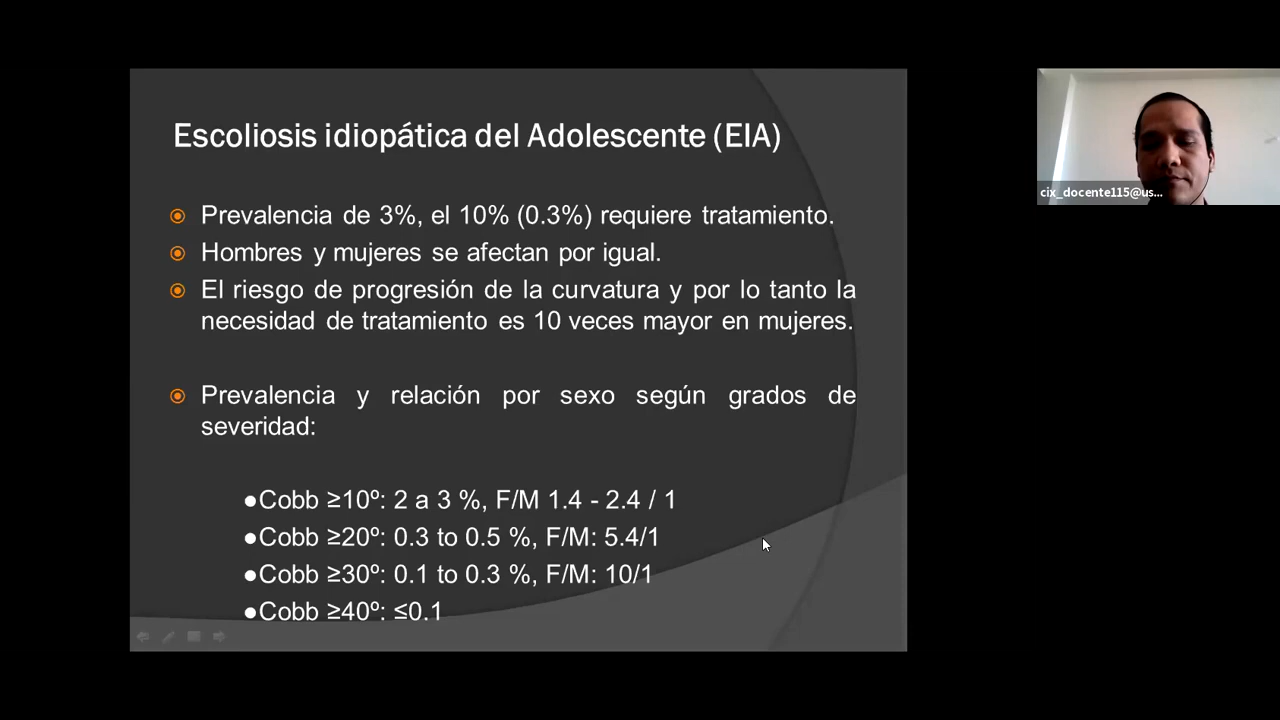 Escoliosis idiopática del Adolescente (EIA)
Prevalencia de 3%, el 10% (0.3%) requiere tratamiento.
Hombres y mujeres se afectan por igual.
El riesgo de progresión de la curvatura y por lo tanto la
necesidad de tratamiento es 10 veces mayor en mujeres.
Prevalencia y relación por sexo según grados de
severidad:
●Cobb ≥10º: 2 a 3 %, F/M 1.4 - 2.4 / 1
●Cobb ≥20º: 0.3 to 0.5 %, F/M: 5.4/1
●Cobb ≥30º: 0.1 to 0.3 %, F/M: 10/1
●Cobb ≥40º: ≤0.1
cix_docente115@us...